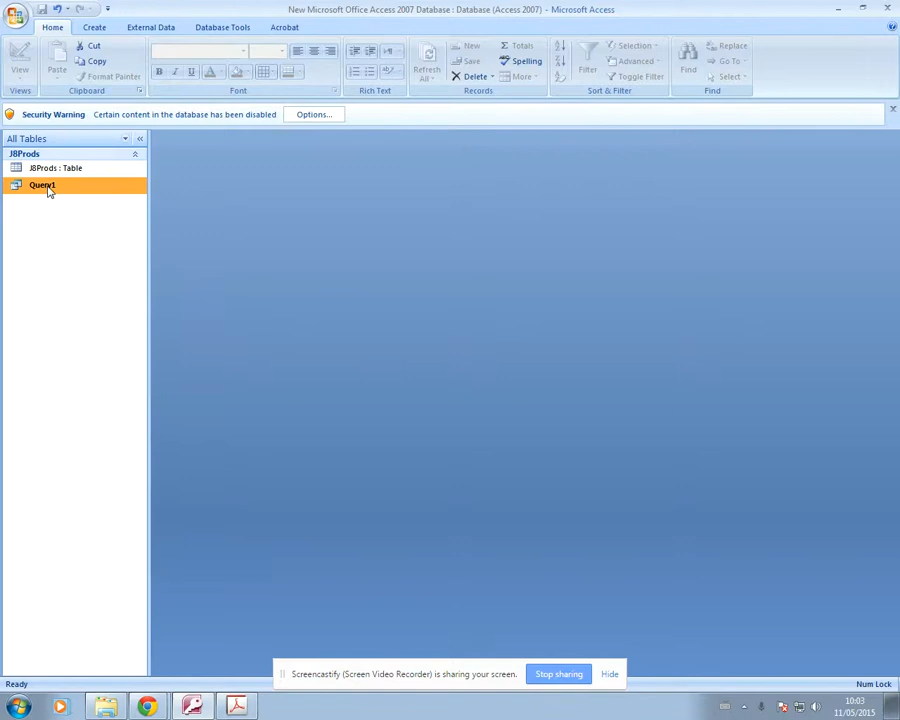 New Microsoft Office Access 2007 Database : Database (Access 2007) - Microsoft Access
Home Create External Data Database Tools Acrobat
View
Views
Paste
Cut
Copy
Format Painter
Clipboard
B I U A
Font
Rich Text
Refresh All
New
Save
Delete
Totals
Spelling
More
Records
Filter
Selection
Advanced
Toggle Filter
Sort & Filter
Find
Replace
Go To
Select
Find
Security Warning Certain content in the database has been disabled Options...
All Tables
J8Prods
J8Prods : Table
Query1
Screencastify (Screen Video Recorder) is sharing your screen. Stop sharing Hide
Ready Num Lock
10:03
11/05/2015